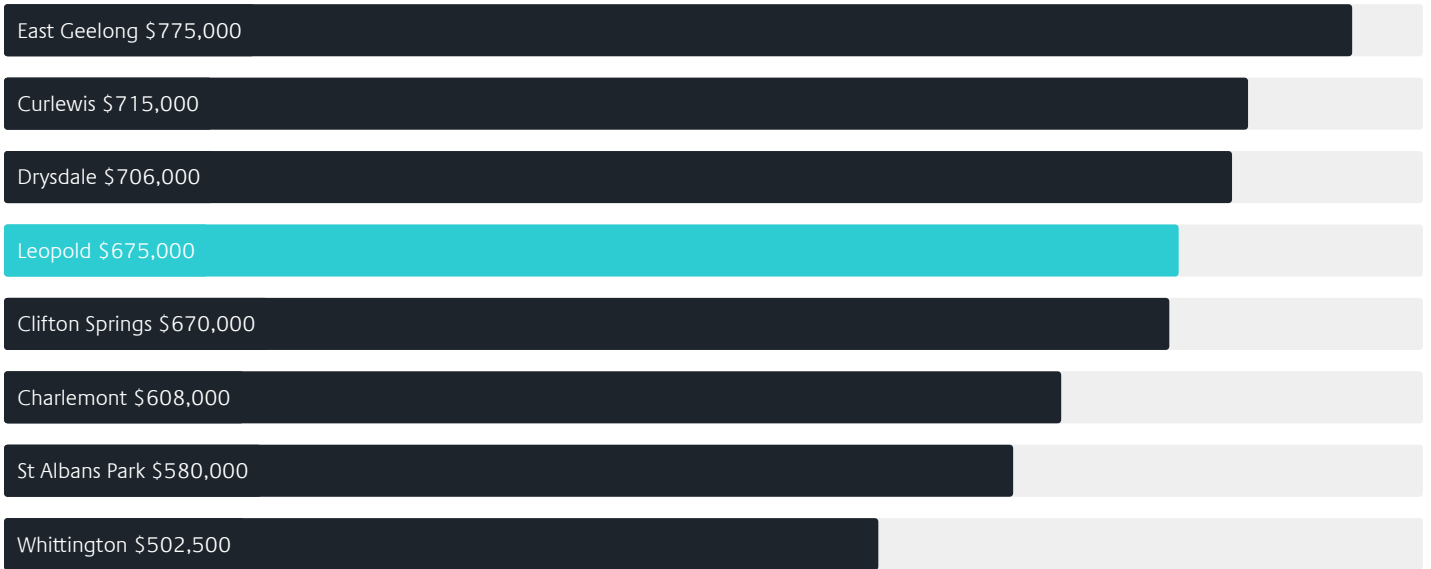 East Geelong $775,000
Curlewis $715,000
Drysdale $706,000
Leopold $675,000
Clifton Springs $670,000
Charlemont $608,000
St Albans Park $580,000
Whittington $502,500